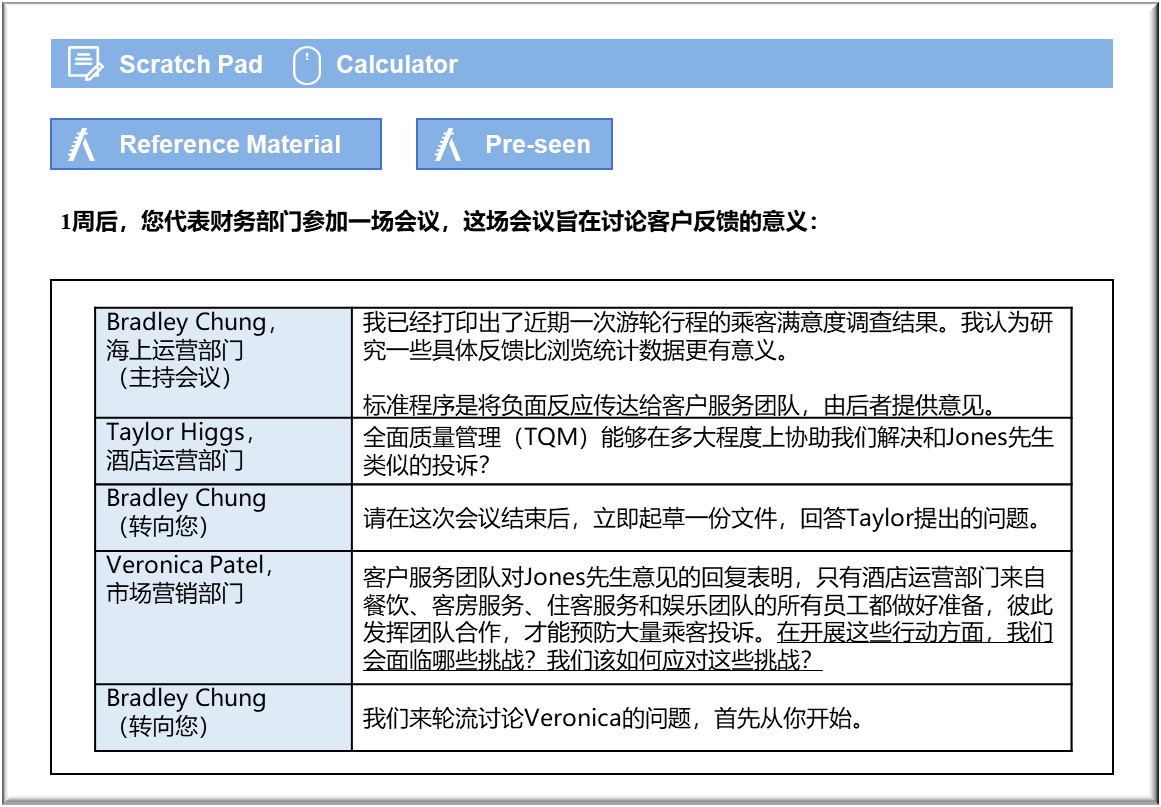 Scratch Pad Calculator
Reference Material Pre-seen
1周后，您代表财务部门参加一场会议，这场会议旨在讨论客户反馈的意义：
Bradley Chung，
海上运营部门
（主持会议）
我已经打印出了近期一次游轮行程的乘客满意度调查结果。我认为研
究一些具体反馈比浏览统计数据更有意义。
标准程序是将负面反应传达给客户服务团队，由后者提供意见。
Taylor Higgs，
酒店运营部门
全面质量管理（TQM）能够在多大程度上协助我们解决和Jones先生
类似的投诉？
Bradley Chung
（转向您）
请在这次会议结束后，立即起草一份文件，回答Taylor提出的问题。
Veronica Patel，
市场营销部门
客户服务团队对Jones先生意见的回复表明，只有酒店运营部门来自
餐饮、客房服务、住客服务和娱乐团队的所有员工都做好准备，彼此
发挥团队合作，才能预防大量乘客投诉。在开展这些行动方面，我们
会面临哪些挑战？我们该如何应对这些挑战？
Bradley Chung
（转向您）
我们来轮流讨论Veronica的问题，首先从你开始。